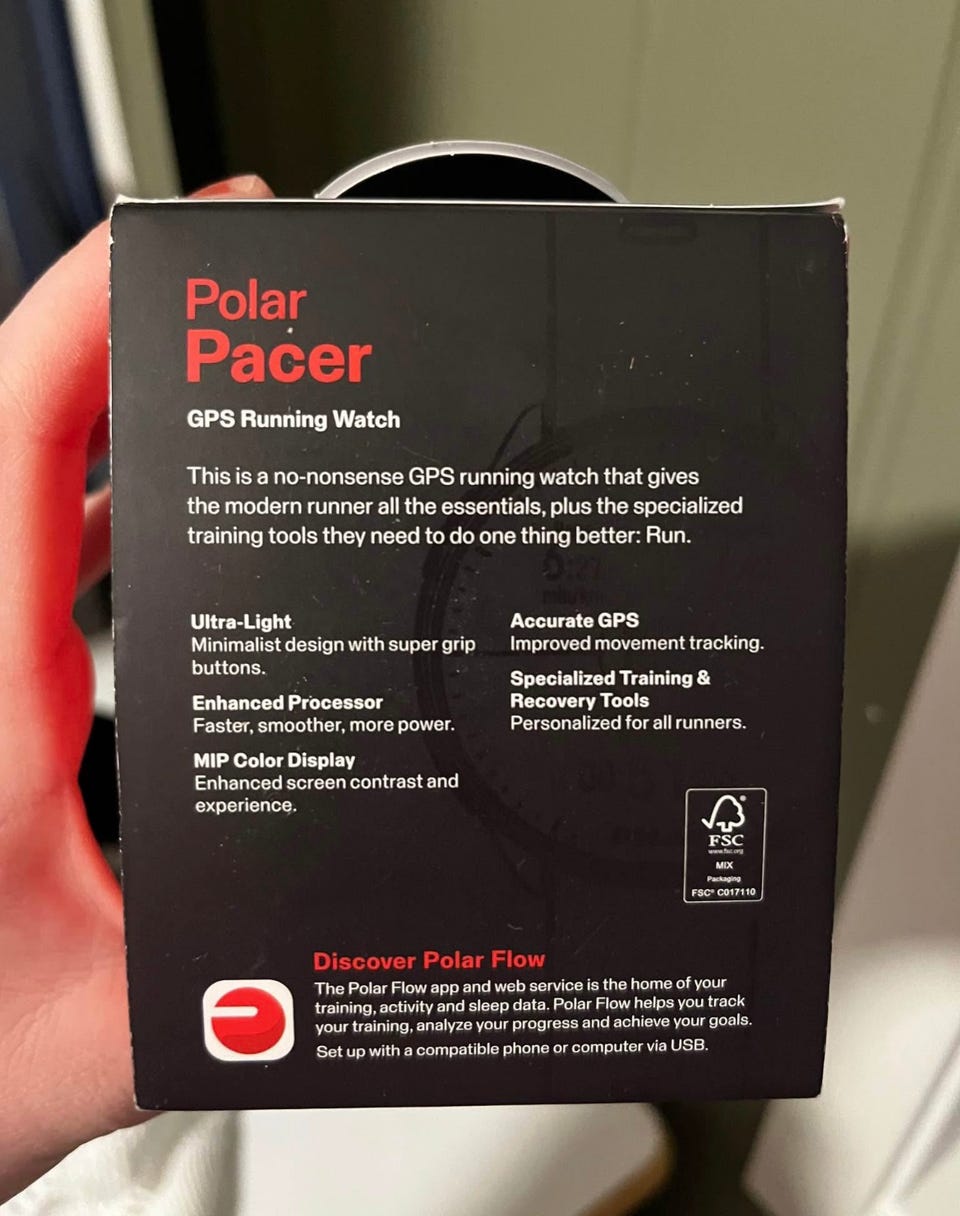 Polar
Pacer
GPS Running Watch
This is a no-nonsense GPS running watch that gives
the modern runner all the essentials, plus the specialized
training tools they need to do one thing better: Run.
Ultra-Light
Minimalist design with super grip
buttons.
Enhanced Processor
Faster, smoother, more power.
MIP Color Display
Enhanced screen contrast and
experience.
Accurate GPS
Improved movement tracking.
Specialized Training &
Recovery Tools
Personalized for all runners.
FSC
www.fsc.org
MIX
Packaging
FSC® C017110
Discover Polar Flow
The Polar Flow app and web service is the home of your
training, activity and sleep data. Polar Flow helps you track
your training, analyze your progress and achieve your goals.
Set up with a compatible phone or computer via USB.